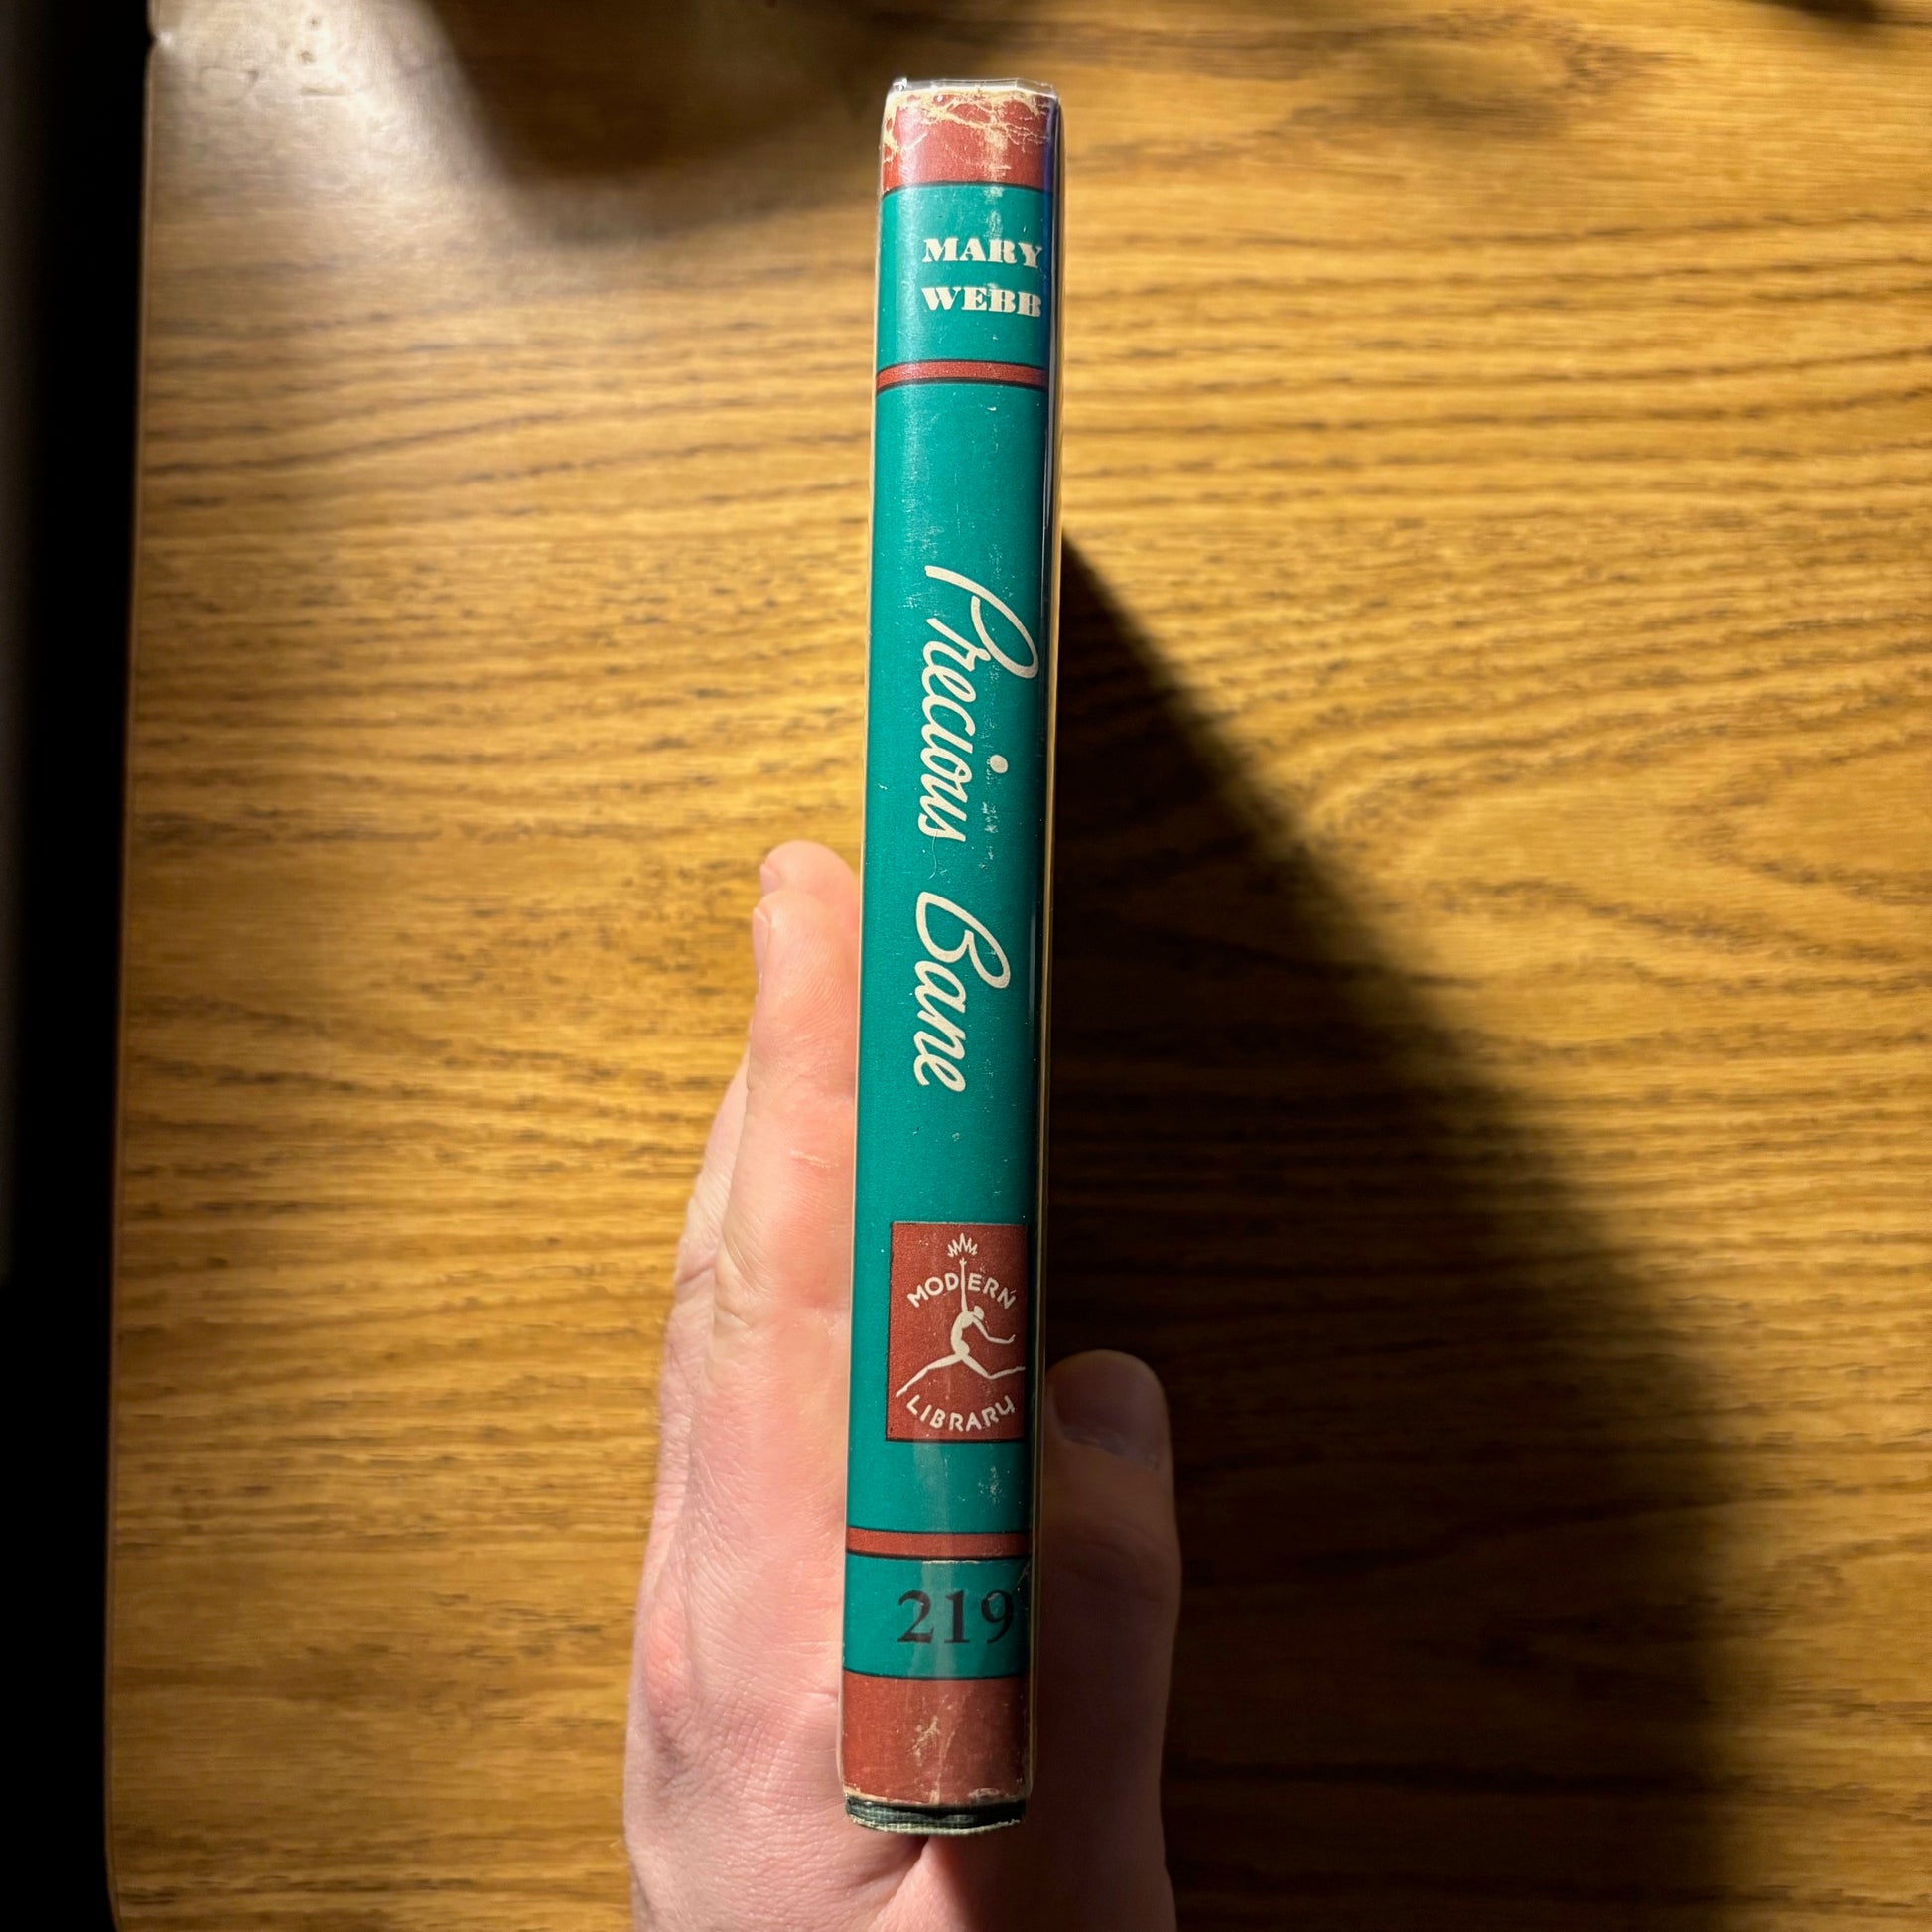 MARY
WEBB
Precious Bane
MODERN
LIBRARY
219